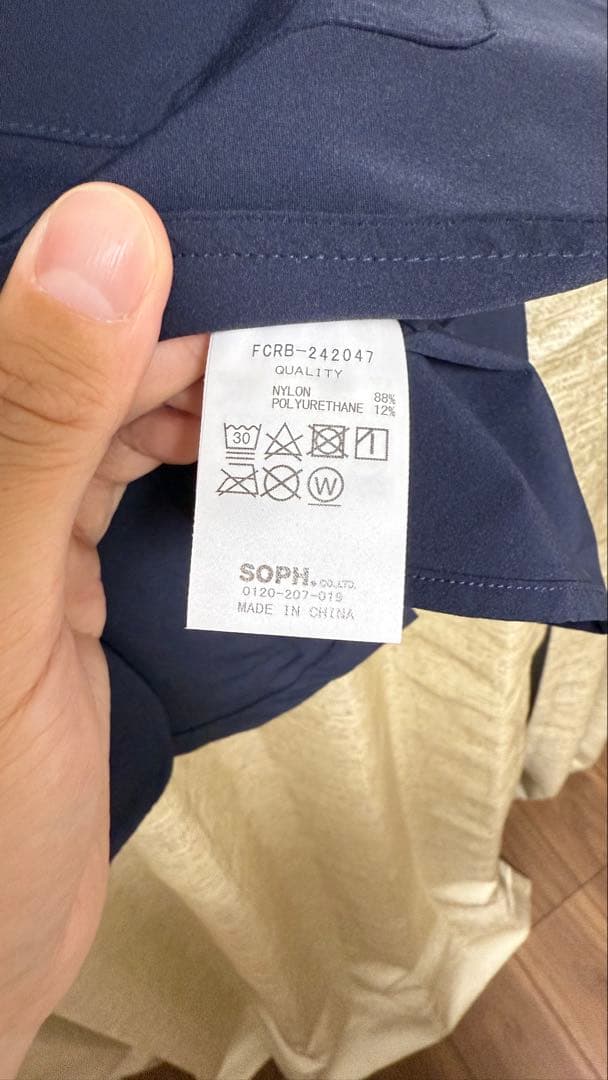 FCRB-242047
QUALITY
NYLON 88%
POLYURETHANE 12%
30
W
SOPH. CO.,LTD.
0120-207-019
MADE IN CHINA